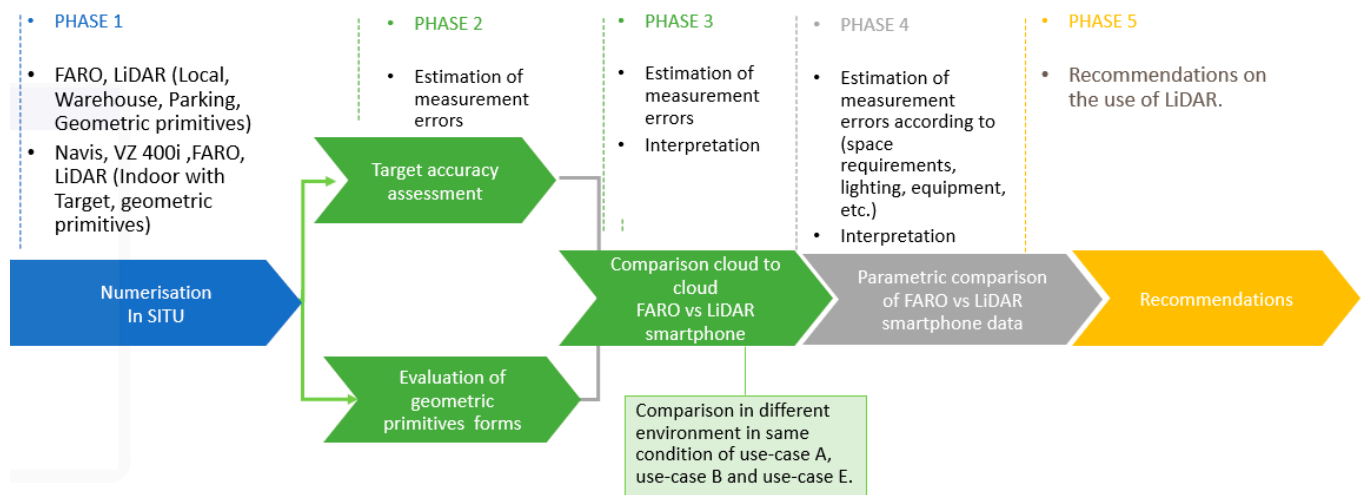 • PHASE 1
• FARO, LiDAR (Local,
Warehouse, Parking,
Geometric primitives)
• Navis, VZ 400i ,FARO,
LiDAR (Indoor with
Target, geometric
primitives)
Numerisation
In SITU
• PHASE 2
• Estimation of
measurement
errors
Target accuracy
assessment
Evaluation of
geometric
primitives forms
• PHASE 3
• Estimation of
measurement
errors
• Interpretation
Comparison cloud to
cloud
FARO vs LiDAR
smartphone
Comparison in different
environment in same
condition of use-case A,
use-case B and use-case E.
• PHASE 4
• Estimation of
measurement
errors according to
(space
requirements,
lighting, equipment,
etc.)
• Interpretation
Parametric comparison
of FARO vs LiDAR
smartphone data
• PHASE 5
• Recommendations on
the use of LiDAR.
Recommendations